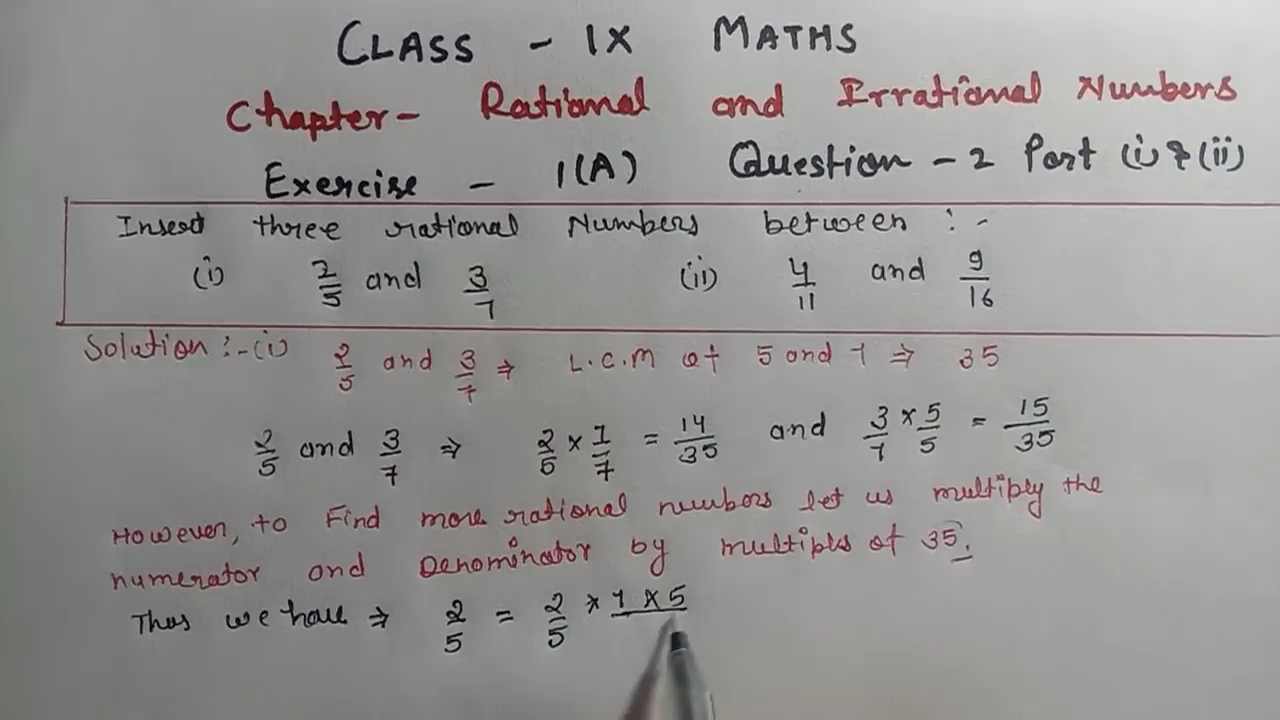 CLASS - IX MATHS
Chapter - Rational and Irrational Numbers
Exercise - 1(A) Question - 2 Part (i) & (ii)
Insert three rational Numbers between :-
(i) 2/5 and 3/7 (ii) 4/11 and 9/16
Solution :- (i) 2/5 and 3/7 ⇒ L.C.M of 5 and 7 ⇒ 35
2/5 and 3/7 ⇒ 2/5 × 7/7 = 14/35 and 3/7 × 5/5 = 15/35
However, to Find more rational numbers let us multiply the
numerator and Denominator by multiples of 35.
Thus we have ⇒ 2/5 = 2/5 × 7 × 5